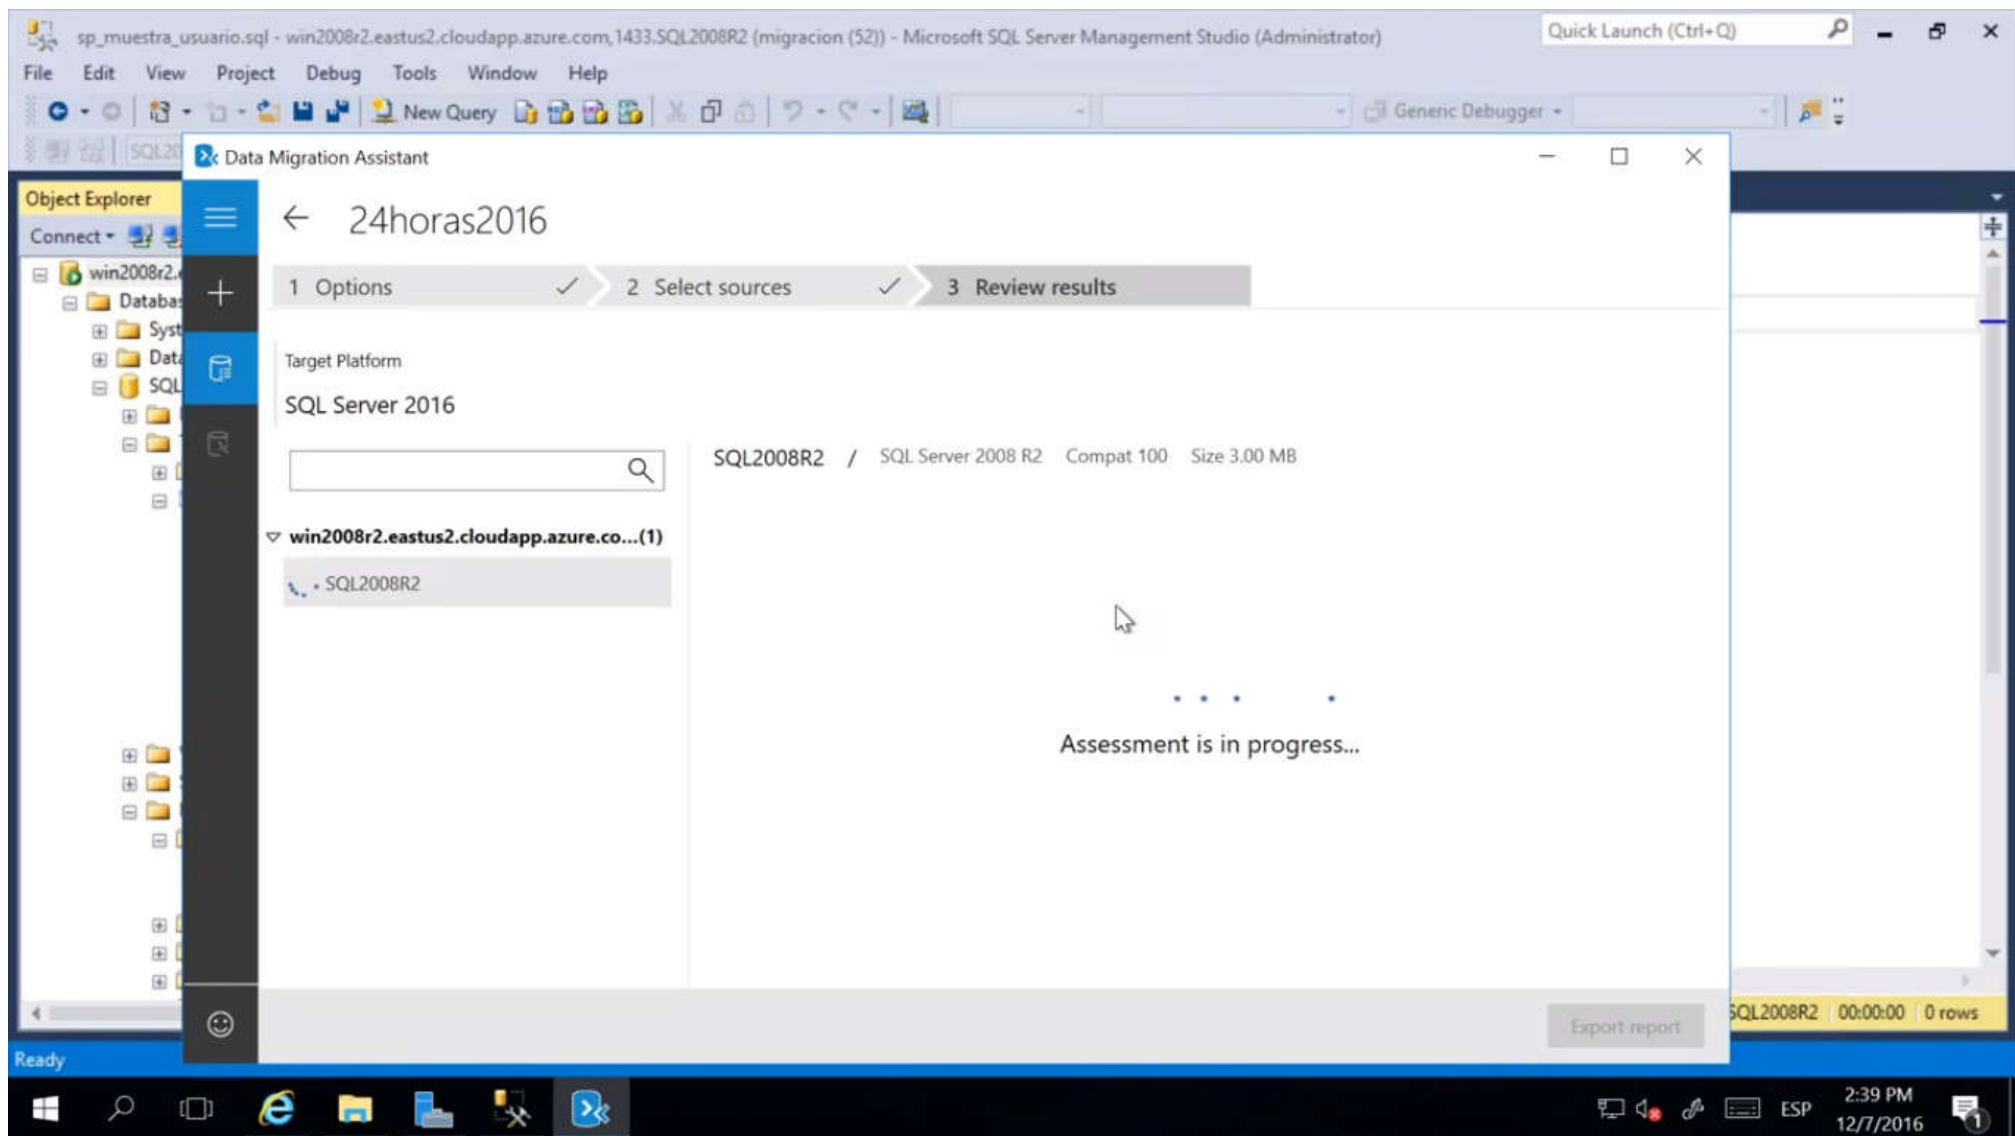 sp_muestra_usuario.sql - win2008r2.eastus2.cloudapp.azure.com,1433.SQL2008R2 (migracion (52)) - Microsoft SQL Server Management Studio (Administrator)
Quick Launch (Ctrl+Q)
File Edit View Project Debug Tools Window Help
New Query
Generic Debugger
SQL20
Data Migration Assistant
Object Explorer
Connect
24horas2016
win2008r2.
1 Options
2 Select sources
3 Review results
Databas
Syst
Data
SQL
Target Platform
SQL Server 2016
SQL2008R2 / SQL Server 2008 R2 Compat 100 Size 3.00 MB
win2008r2.eastus2.cloudapp.azure.co...(1)
SQL2008R2
Assessment is in progress...
Export report
SQL2008R2 00:00:00 0 rows
Ready
ESP
2:39 PM
12/7/2016
1